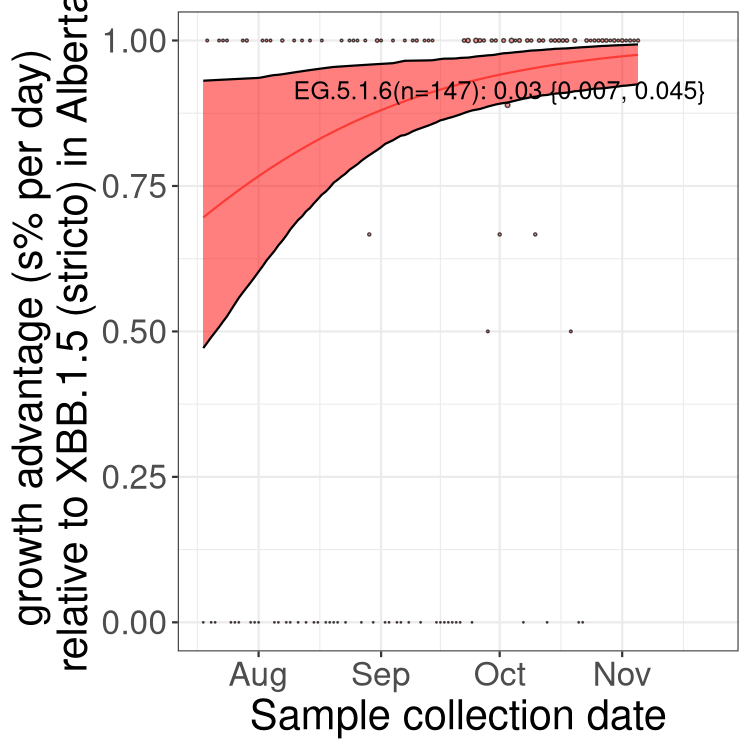 growth advantage (s% per day)
relative to XBB.1.5 (stricto) in Alberta
1.00
0.75
0.50
0.25
0.00
EG.5.1.6(n=147): 0.03 {0.007, 0.045}
Aug Sep Oct Nov
Sample collection date